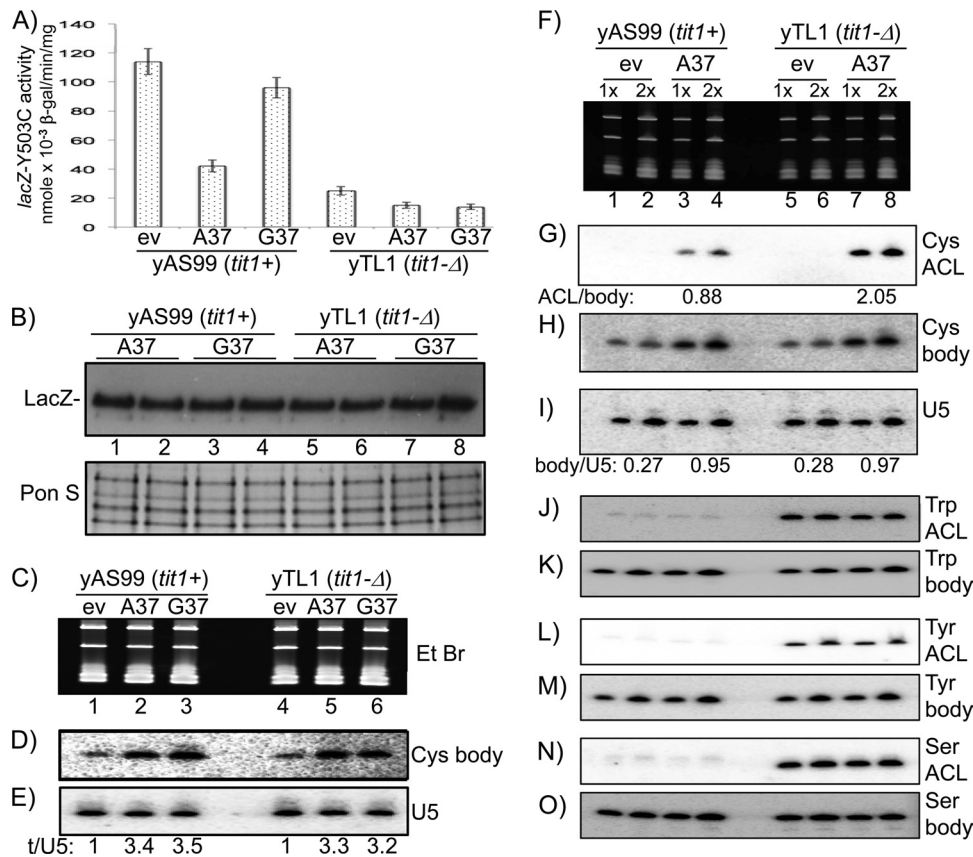 A)
lacZ-Y503C activity
nmole x 10⁻³ β-gal/min/mg
140
120
100
80
60
40
20
0
ev A37 G37 ev A37 G37
yAS99 (tit1+) yTL1 (tit1-Δ)
B)
yAS99 (tit1+) yTL1 (tit1-Δ)
A37 G37 A37 G37
LacZ-
1 2 3 4 5 6 7 8
Pon S
C)
yAS99 (tit1+) yTL1 (tit1-Δ)
ev A37 G37 ev A37 G37
Et Br
1 2 3 4 5 6
D)
Cys body
E)
U5
t/U5: 1 3.4 3.5 1 3.3 3.2
F)
yAS99 (tit1+) yTL1 (tit1-Δ)
ev A37 ev A37
1x 2x 1x 2x 1x 2x 1x 2x
1 2 3 4 5 6 7 8
G)
Cys
ACL
ACL/body: 0.88 2.05
H)
Cys
body
I)
U5
body/U5: 0.27 0.95 0.28 0.97
J)
Trp
ACL
K)
Trp
body
L)
Tyr
ACL
M)
Tyr
body
N)
Ser
ACL
O)
Ser
body